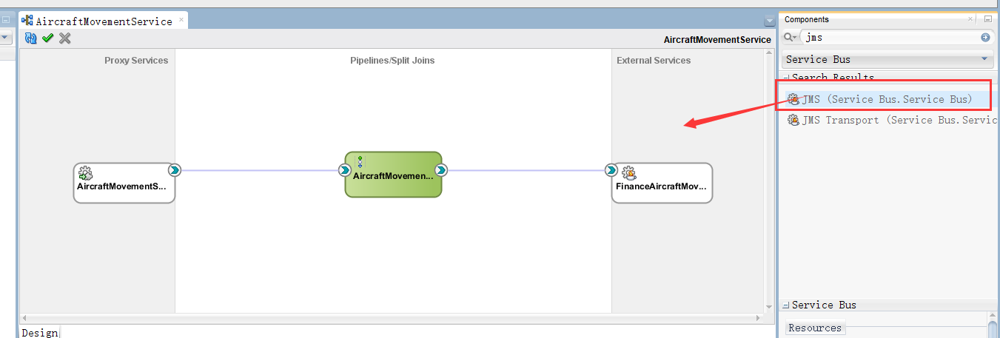 AircraftMovementService
AircraftMovementService
Proxy Services
Pipelines/Split Joins
External Services
AircraftMovementS...
AircraftMovemen...
FinanceAircraftMov...
Design
Components
jms
Service Bus
Search Results
JMS (Service Bus.Service Bus)
JMS Transport (Service Bus.Servic
Service Bus
Resources